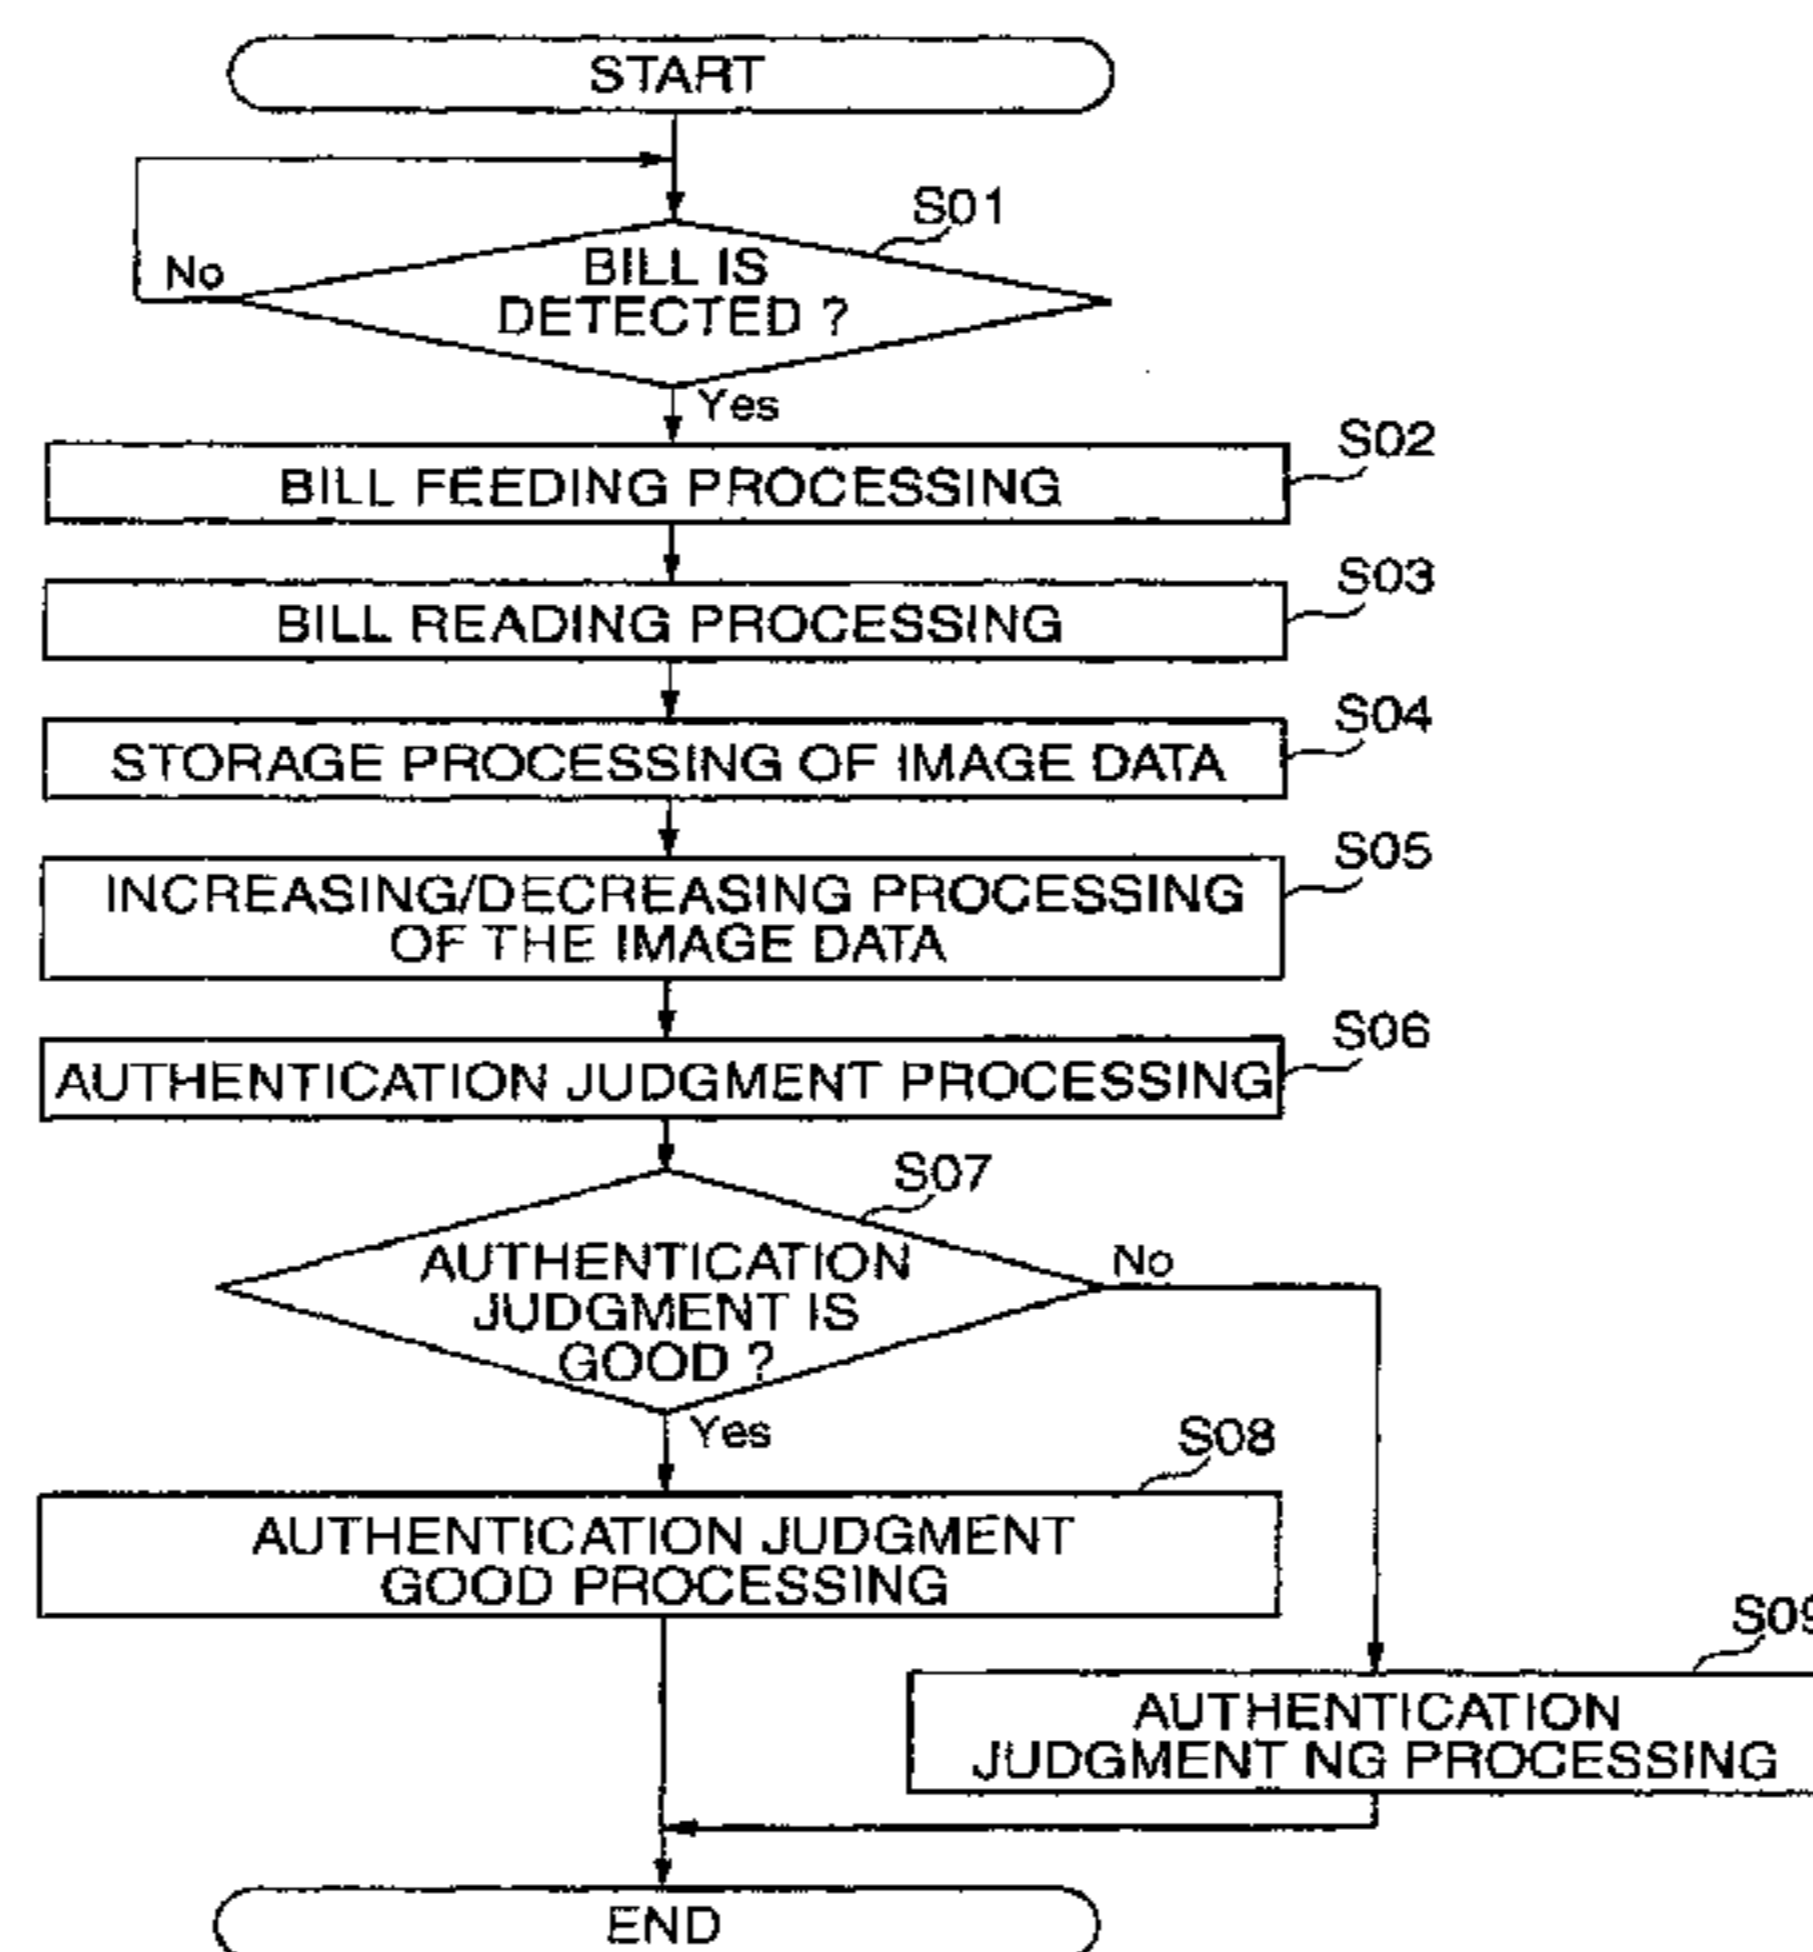 START
S01
No
BILL IS
DETECTED ?
Yes
S02
BILL FEEDING PROCESSING
S03
BILL READING PROCESSING
S04
STORAGE PROCESSING OF IMAGE DATA
S05
INCREASING/DECREASING PROCESSING
OF THE IMAGE DATA
S06
AUTHENTICATION JUDGMENT PROCESSING
S07
No
AUTHENTICATION
JUDGMENT IS
GOOD ?
Yes
S08
AUTHENTICATION JUDGMENT
GOOD PROCESSING
S09
AUTHENTICATION
JUDGMENT NG PROCESSING
END